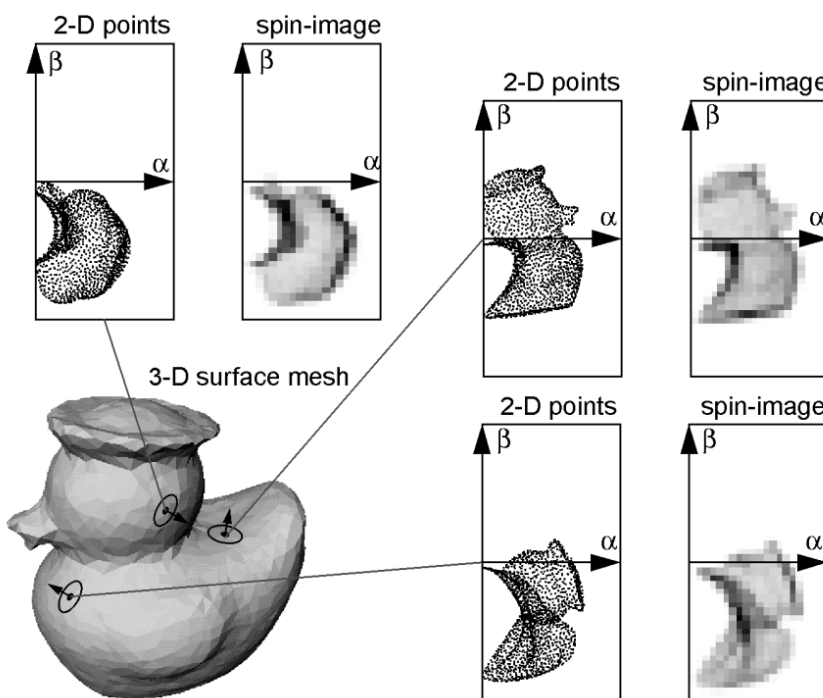 2-D points
spin-image
β
β
α
α
2-D points
spin-image
β
β
α
α
3-D surface mesh
2-D points
spin-image
β
β
α
α